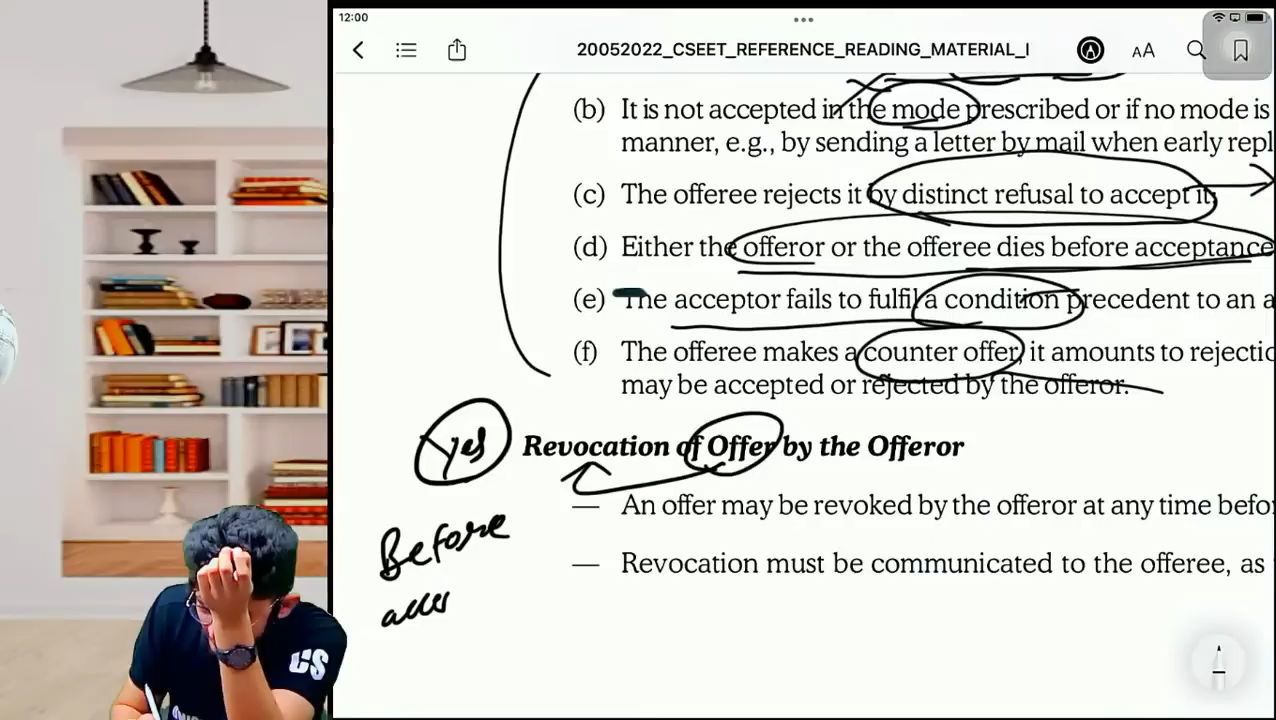 12:00
20052022_CSEET_REFERENCE_READING_MATERIAL_I
AA
(b) It is not accepted in the mode prescribed or if no mode is
manner, e.g., by sending a letter by mail when early repl
(c) The offeree rejects it by distinct refusal to accept it.
(d) Either the offeror or the offeree dies before acceptance
(e) The acceptor fails to fulfil a condition precedent to an a
(f) The offeree makes a counter offer, it amounts to rejectio
may be accepted or rejected by the offeror.
Yes Revocation of Offer by the Offeror
— An offer may be revoked by the offeror at any time befo
Before
— Revocation must be communicated to the offeree, as